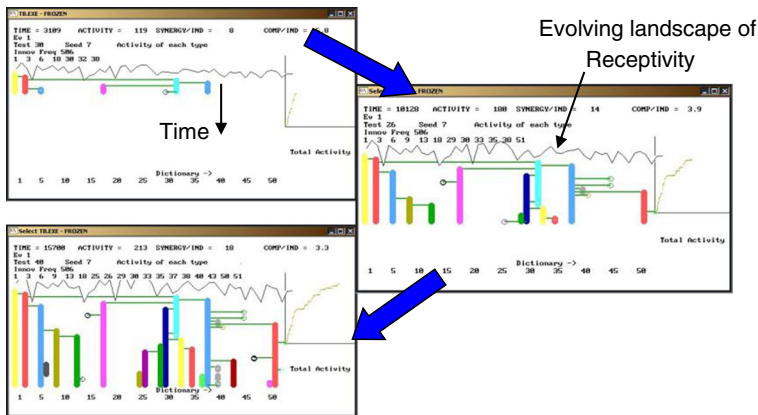 TB.EXE - FROZEN
TIME = 3109 ACTIVITY = 119 SYNERGY/IND = 8 COMP/IND = 5.8
Ev 1
Test 30 Seed 7 Activity of each type
Innov Freq 506
1 3 6 18 30 32 38
Time
Total Activity
Dictionary ->
1 5 10 15 20 25 30 35 40 45 50
Evolving landscape of
Receptivity
TIME = 10128 ACTIVITY = 180 SYNERGY/IND = 14 COMP/IND = 3.9
Ev 1
Test 26 Seed 7 Activity of each type
Innov Freq 506
1 3 6 9 13 18 29 30 33 35 38 51
Total Activity
Dictionary ->
1 5 10 15 20 25 30 35 40 45 50
Select TB.EXE - FROZEN
TIME = 15700 ACTIVITY = 213 SYNERGY/IND = 18 COMP/IND = 3.3
Ev 1
Test 40 Seed 7 Activity of each type
Innov Freq 506
1 3 6 9 13 18 25 26 29 30 33 35 37 38 40 43 50 51
Total Activity
Dictionary ->
1 5 10 15 20 25 30 35 40 45 50